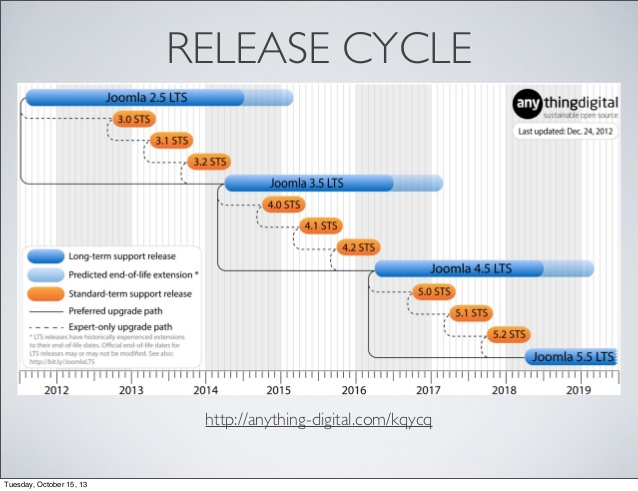 RELEASE CYCLE
Joomla 2.5 LTS
anythingdigital
sustainable open source
Last updated: Dec. 24, 2012
3.0 STS
3.1 STS
3.2 STS
Joomla 3.5 LTS
4.0 STS
4.1 STS
4.2 STS
Joomla 4.5 LTS
5.0 STS
5.1 STS
5.2 STS
Joomla 5.5 LTS
Long-term support release
Predicted end-of-life extension *
Standard-term support release
Preferred upgrade path
Expert-only upgrade path
* LTS releases have historically experienced extensions
to their end-of-life dates. Official end-of-life dates for
LTS releases may or may not be modified. See also:
http://bit.ly/JoomlaLTS
2012 2013 2014 2015 2016 2017 2018 2019
http://anything-digital.com/kqycq
Tuesday, October 15, 13